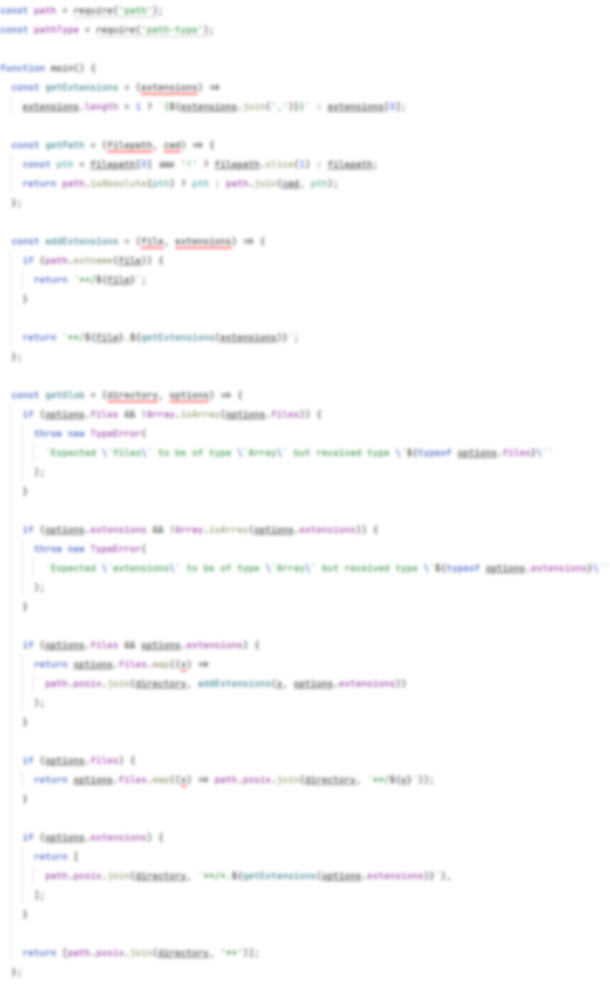 const path = require('path');
const pathType = require('path-type');
function main() {
const getExtensions = (extensions) =>
extensions.length > 1 ? `{${extensions.join(',')}}` : extensions[0];
const getPath = (filepath, cwd) => {
const pth = filepath[0] === '!' ? filepath.slice(1) : filepath;
return path.isAbsolute(pth) ? pth : path.join(cwd, pth);
};
const addExtensions = (file, extensions) => {
if (path.extname(file)) {
return `**/${file}`;
}
return `**/${file}.${getExtensions(extensions)}`;
};
const getGlob = (directory, options) => {
if (options.files && !Array.isArray(options.files)) {
throw new TypeError(
`Expected \`files\` to be of type \`Array\` but received type \`${typeof options.files}\``
);
}
if (options.extensions && !Array.isArray(options.extensions)) {
throw new TypeError(
`Expected \`extensions\` to be of type \`Array\` but received type \`${typeof options.extensions}\``
);
}
if (options.files && options.extensions) {
return options.files.map((x) =>
path.posix.join(directory, addExtensions(x, options.extensions))
);
}
if (options.files) {
return options.files.map((x) => path.posix.join(directory, `**/${x}`));
}
if (options.extensions) {
return [
path.posix.join(directory, `**/*.${getExtensions(options.extensions)}`),
];
}
return [path.posix.join(directory, '**')];
};